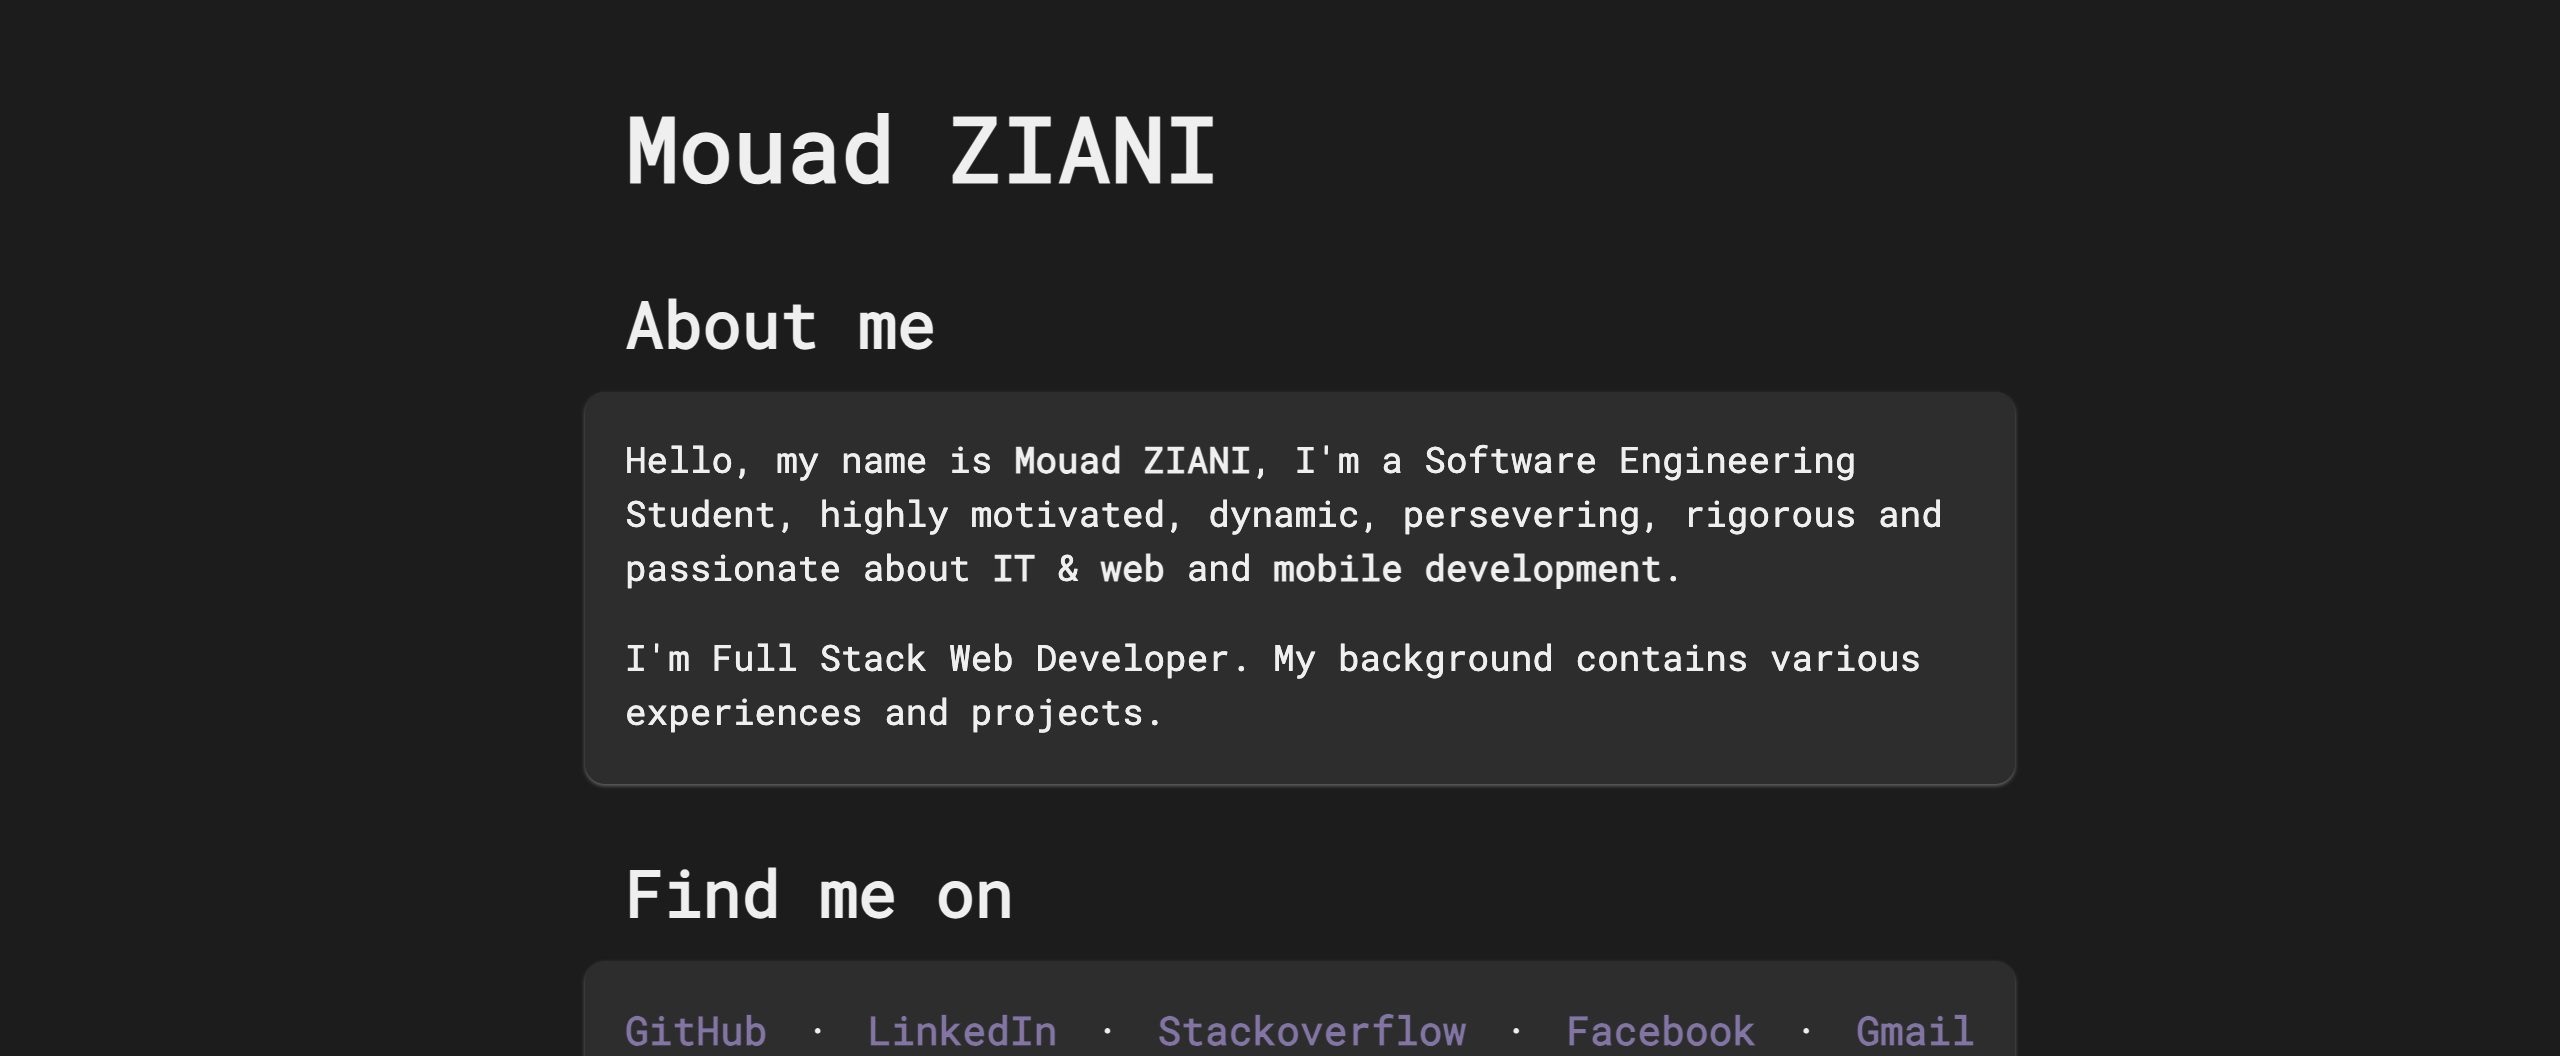 Mouad ZIANI
About me
Hello, my name is Mouad ZIANI, I'm a Software Engineering
Student, highly motivated, dynamic, persevering, rigorous and
passionate about IT & web and mobile development.
I'm Full Stack Web Developer. My background contains various
experiences and projects.
Find me on
GitHub · LinkedIn · Stackoverflow · Facebook · Gmail